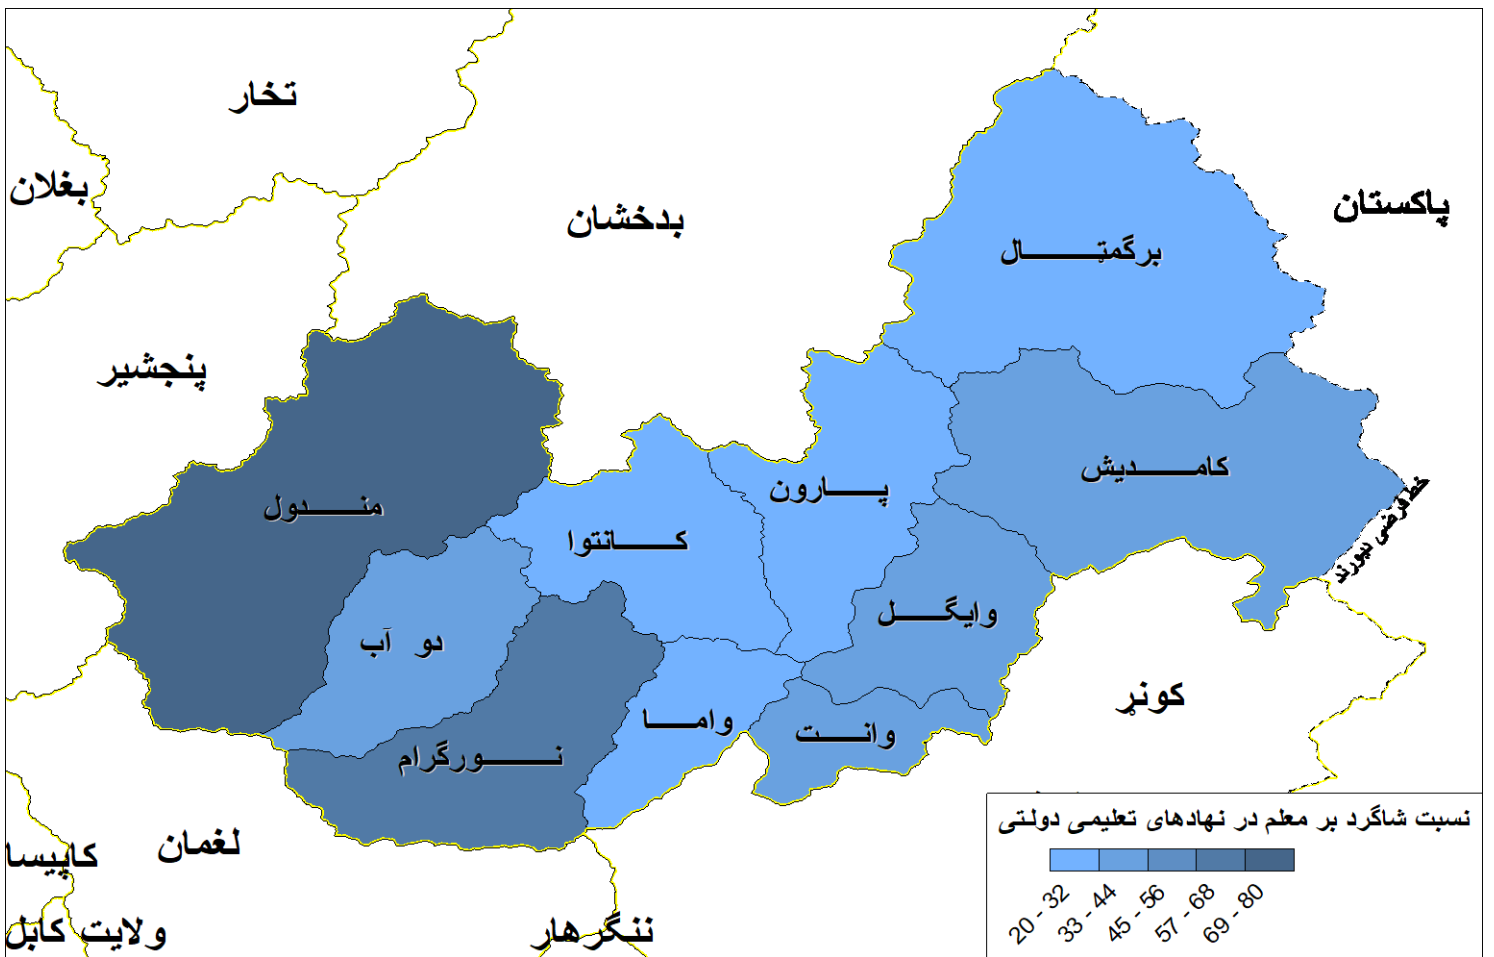 تخار
بغلان
بدخشان
پاکستان
برگمټال
پنجشیر
کامدیش
پارون
مندول
خط فرضی دیورند
کانتوا
وایگل
دو آب
کونړ
واما
وانت
نورگرام
نسبت شاگرد بر معلم در نهادهای تعلیمی دولتی
لغمان
کاپیسا
20 - 32
33 - 44
45 - 56
57 - 68
69 - 80
ننگرهار
ولایت کابل